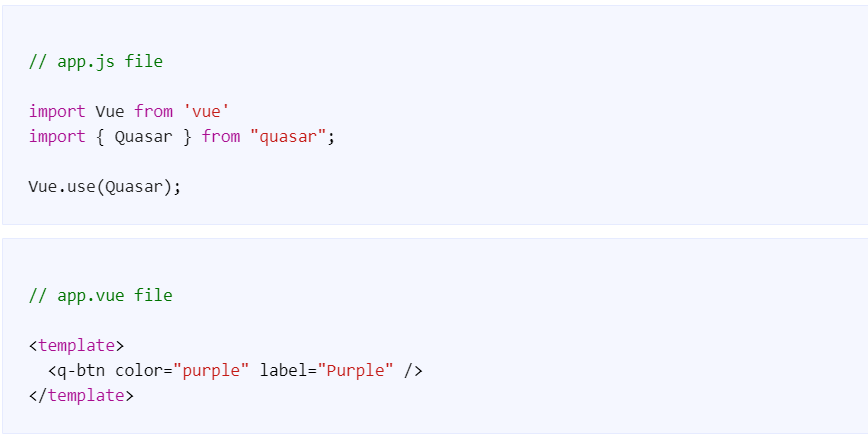 // app.js file
import Vue from 'vue'
import { Quasar } from "quasar";
Vue.use(Quasar);
// app.vue file
<template>
  <q-btn color="purple" label="Purple" />
</template>